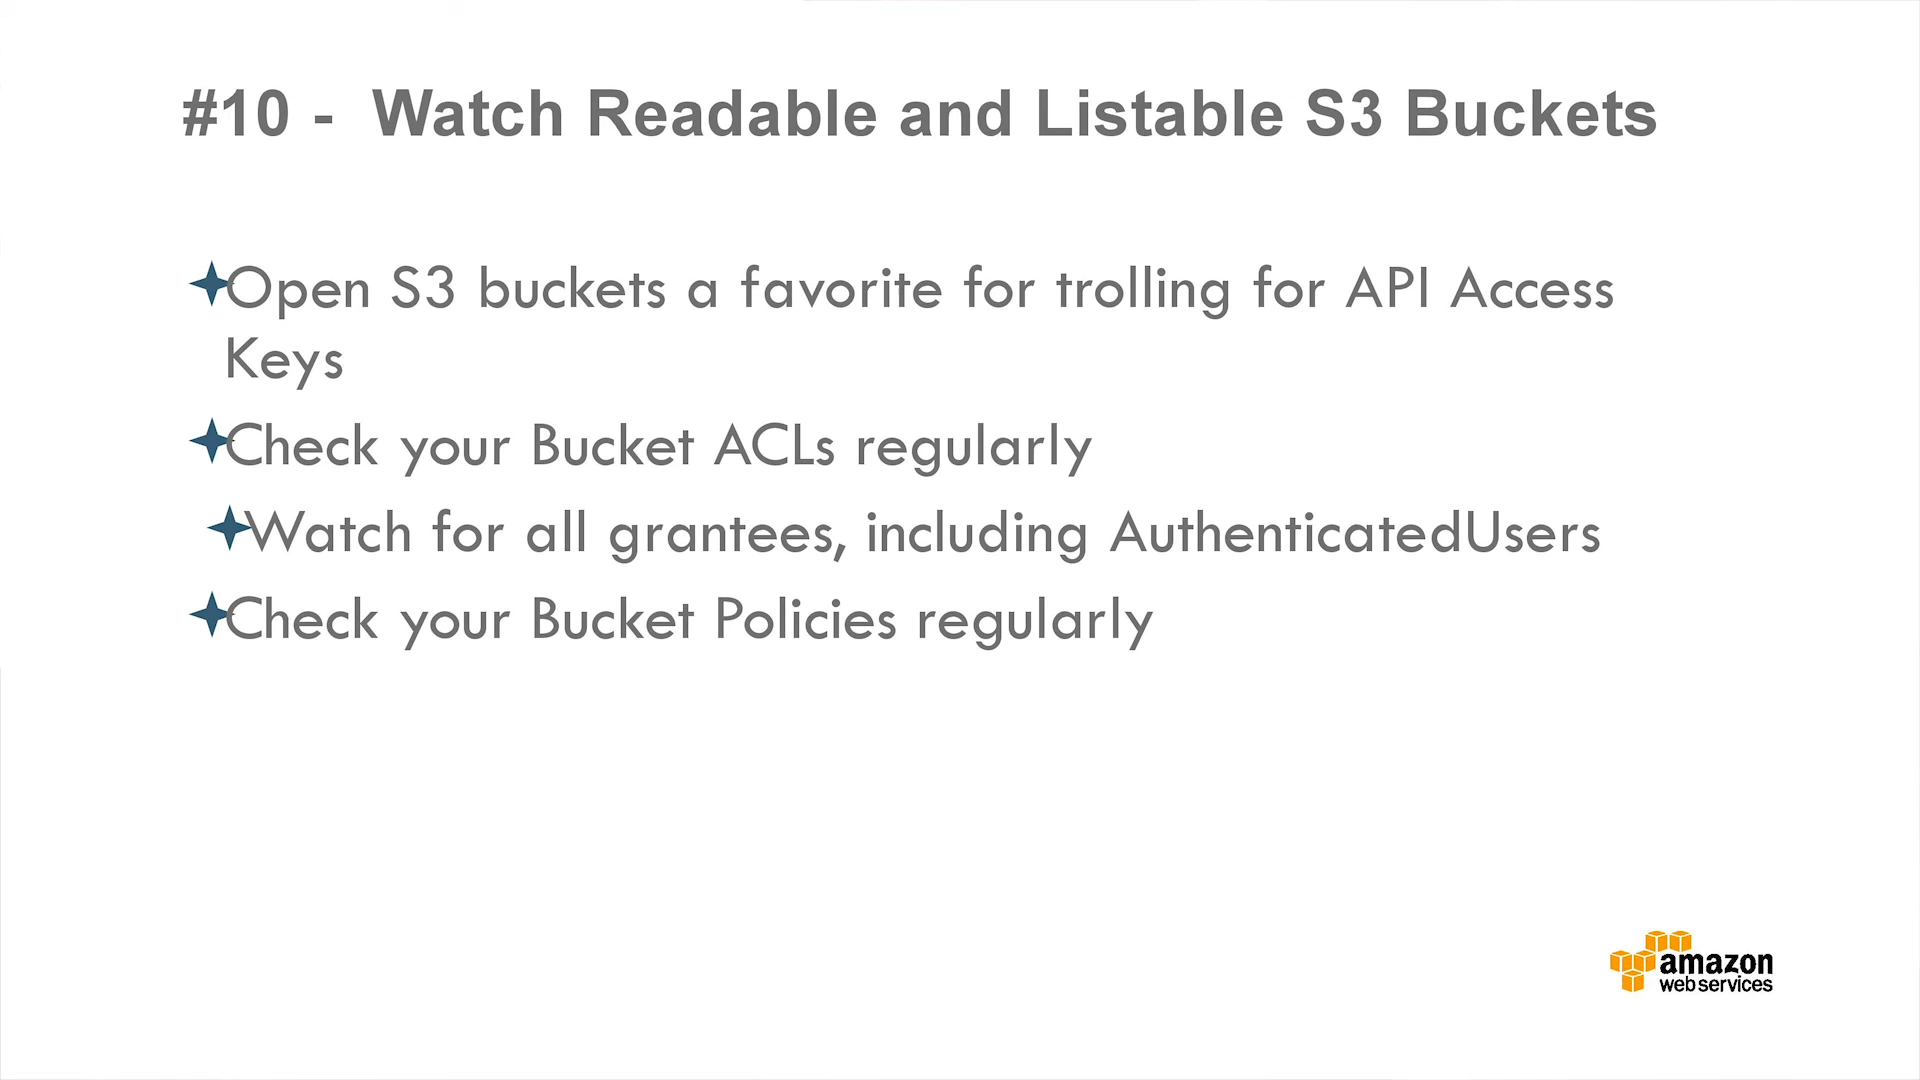 #10 - Watch Readable and Listable S3 Buckets
Open S3 buckets a favorite for trolling for API Access
Keys
Check your Bucket ACLs regularly
Watch for all grantees, including AuthenticatedUsers
Check your Bucket Policies regularly
amazon
webservices